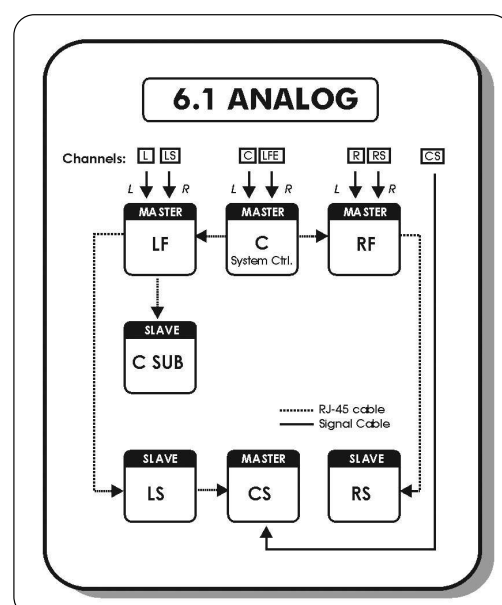 6.1 ANALOG
Channels: L LS C LFE R RS CS
L R L R L R
MASTER MASTER MASTER
LF C RF
System Ctrl.
SLAVE
C SUB
RJ-45 cable
Signal Cable
SLAVE MASTER SLAVE
LS CS RS